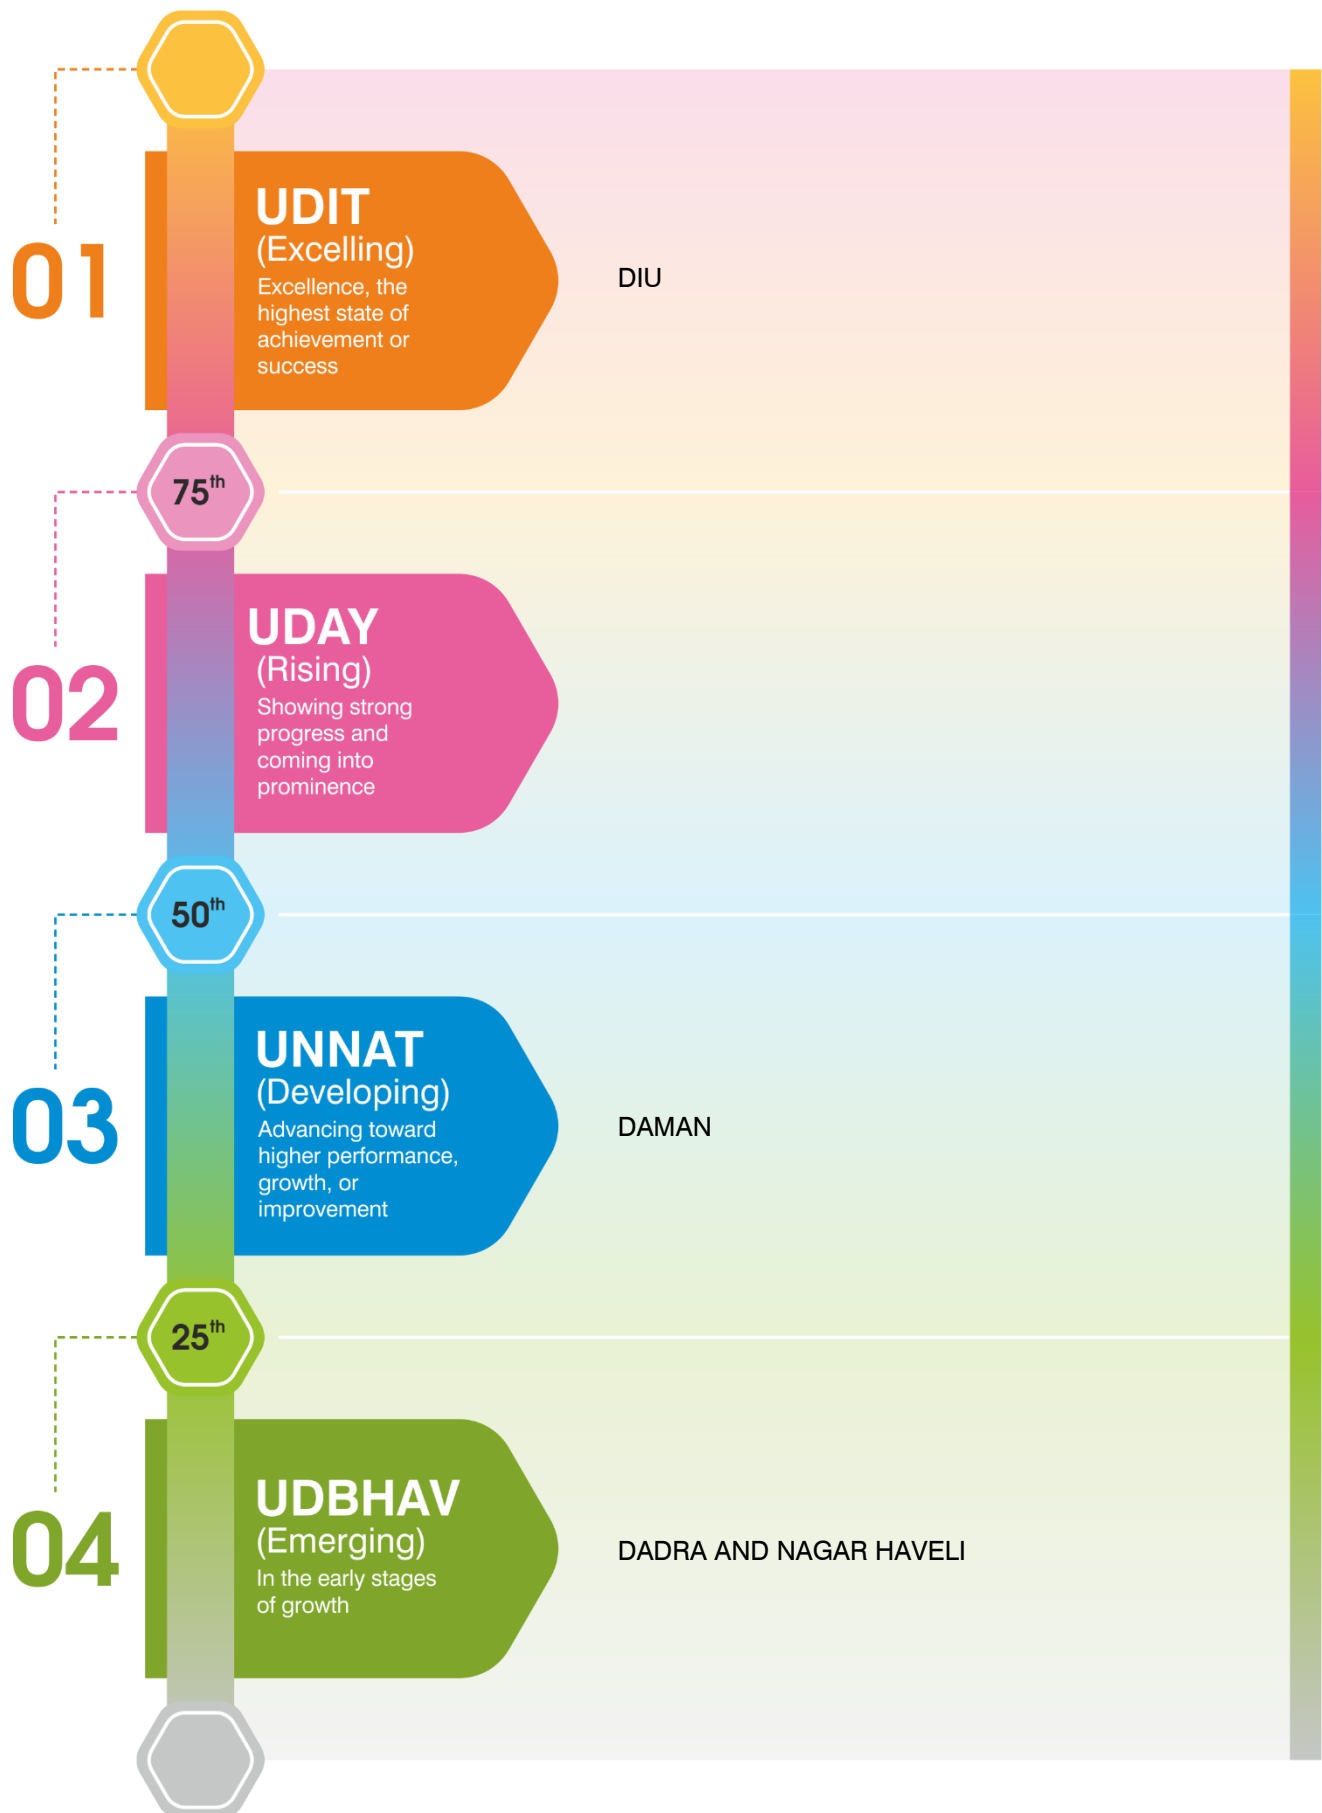 01
UDIT
(Excelling)
Excellence, the
highest state of
achievement or
success
DIU
75th
02
UDAY
(Rising)
Showing strong
progress and
coming into
prominence
50th
03
UNNAT
(Developing)
Advancing toward
higher performance,
growth, or
improvement
DAMAN
25th
04
UDBHAV
(Emerging)
In the early stages
of growth
DADRA AND NAGAR HAVELI